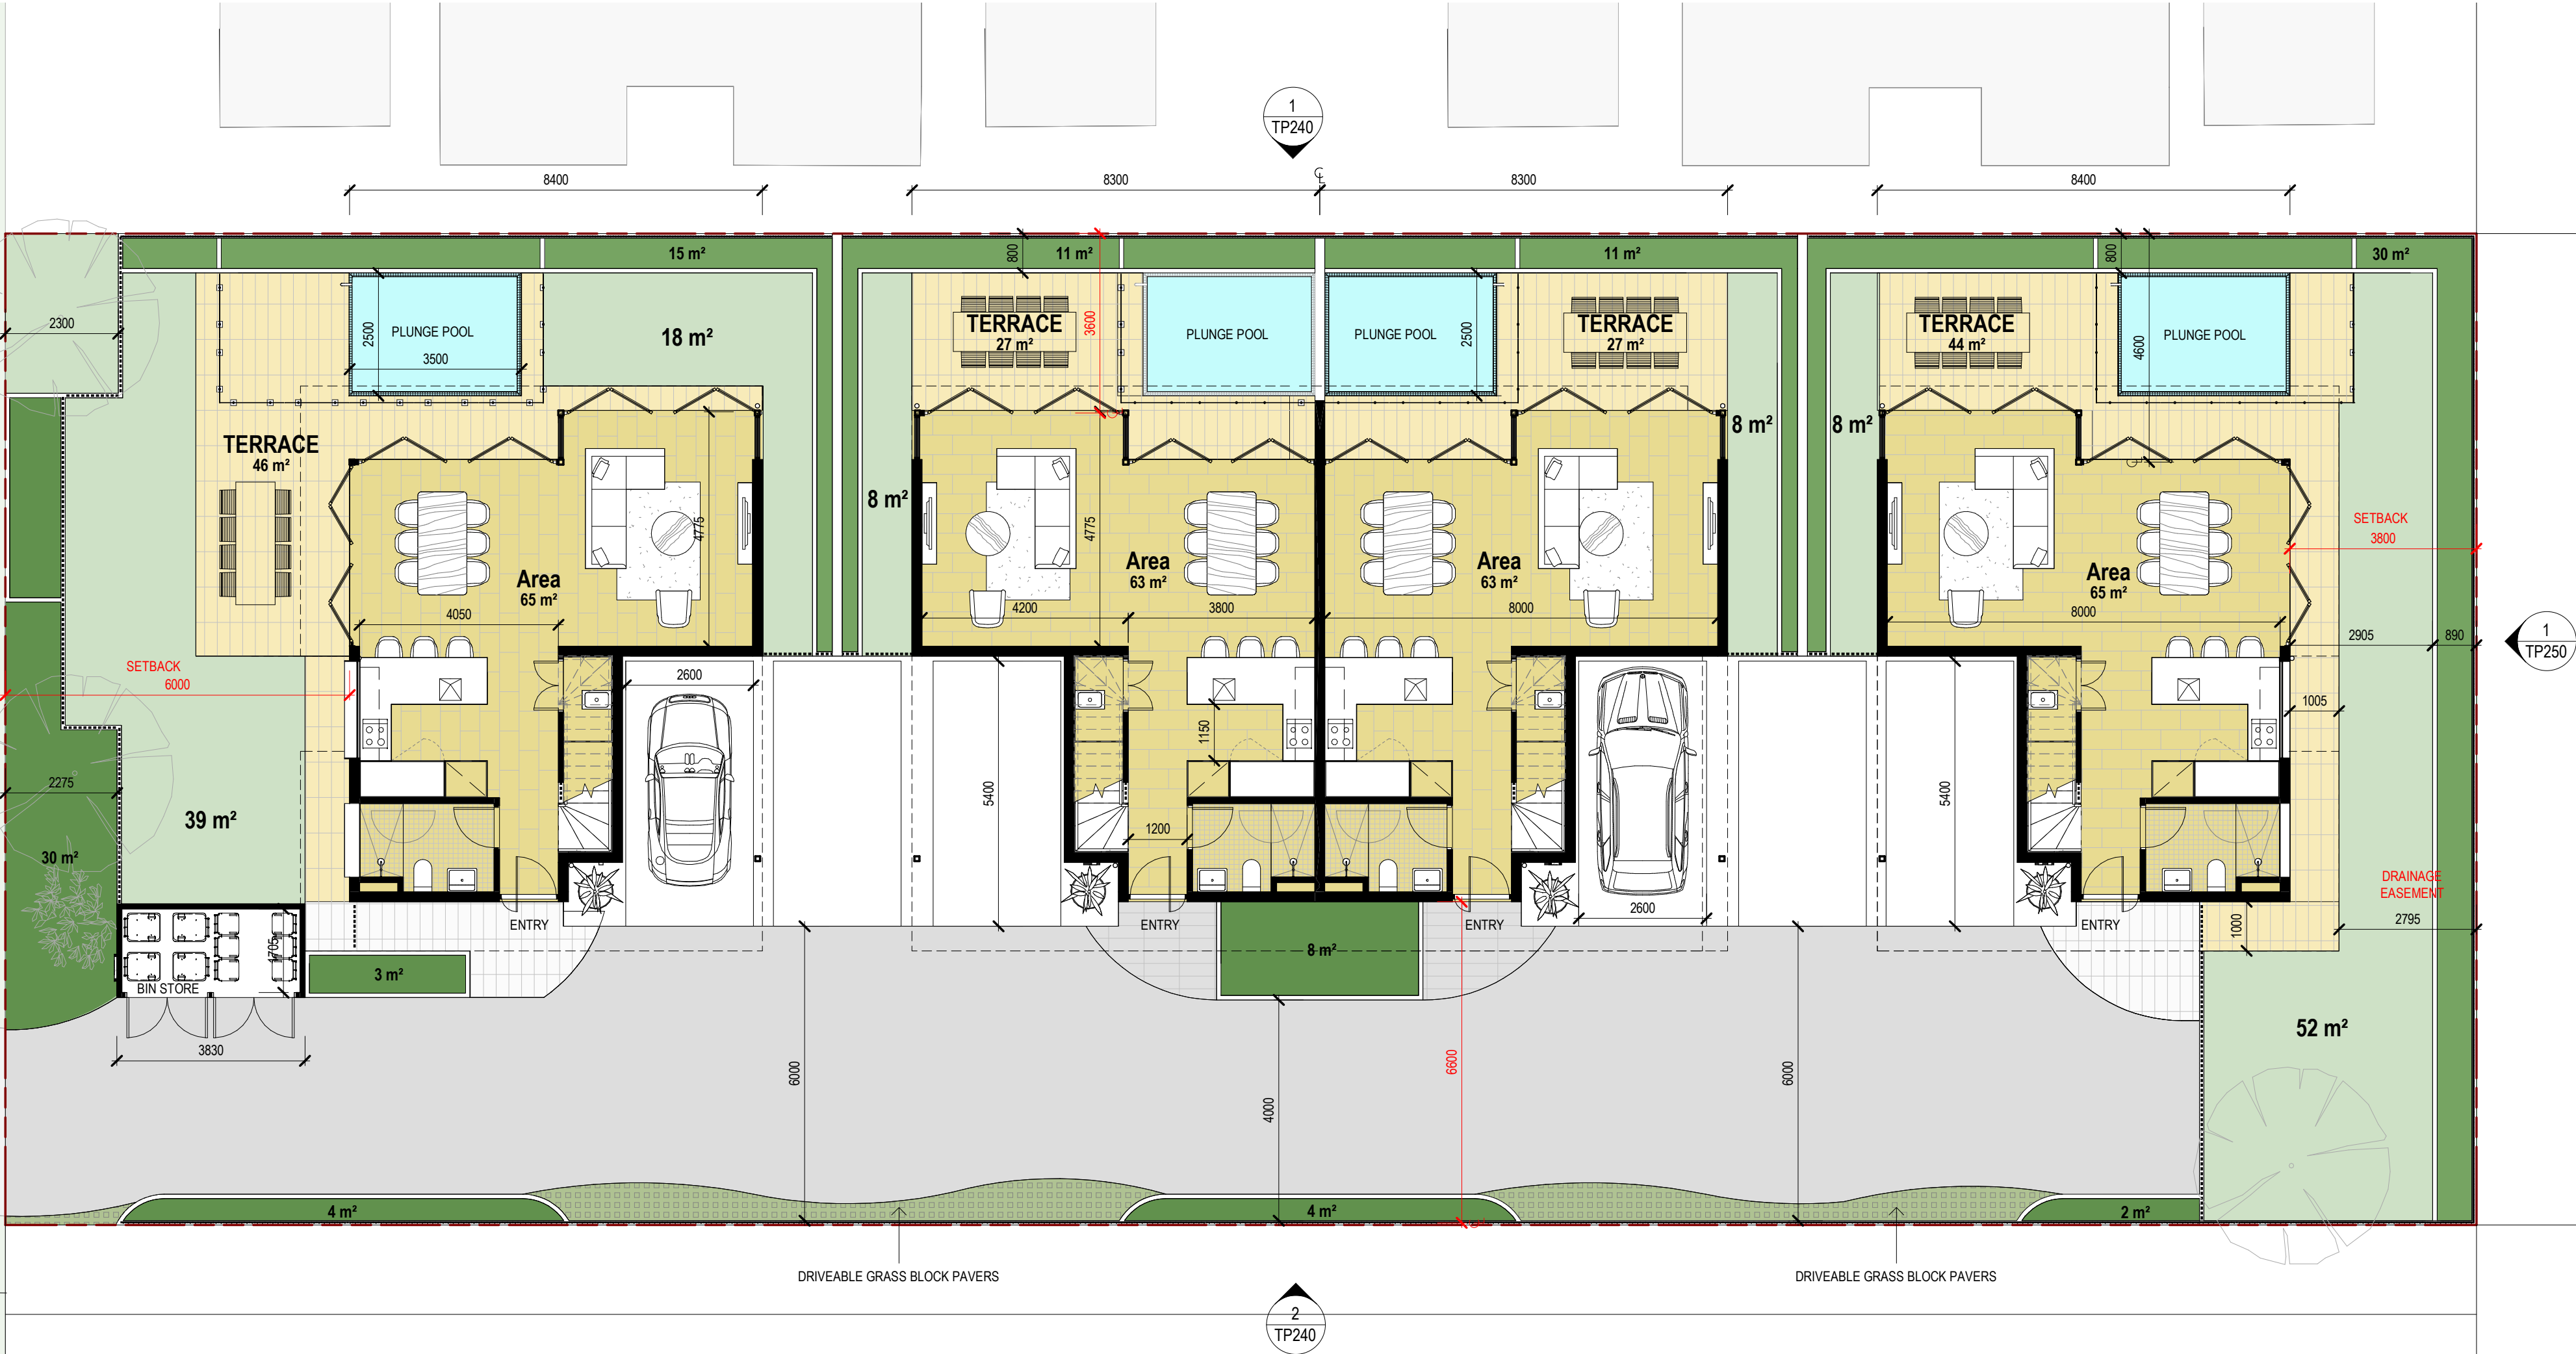 1
TP240
8400
8300
℄
8300
8400
15 m²
800
11 m²
11 m²
800
30 m²
2300
2500
PLUNGE POOL
3500
18 m²
TERRACE
27 m²
3600
PLUNGE POOL
PLUNGE POOL
2500
TERRACE
27 m²
TERRACE
44 m²
4600
PLUNGE POOL
TERRACE
46 m²
8 m²
8 m²
8 m²
4775
4775
SETBACK
3800
Area
65 m²
Area
63 m²
Area
63 m²
Area
65 m²
4050
4200
3800
8000
8000
2905
890
1
TP250
SETBACK
6000
2600
1005
1150
5400
5400
2275
39 m²
1200
30 m²
DRAINAGE
EASEMENT
2600
ENTRY
ENTRY
ENTRY
ENTRY
1000
2795
4705
8 m²
3 m²
BIN STORE
52 m²
3830
6000
4000
6600
6000
4 m²
4 m²
2 m²
DRIVEABLE GRASS BLOCK PAVERS
DRIVEABLE GRASS BLOCK PAVERS
2
TP240